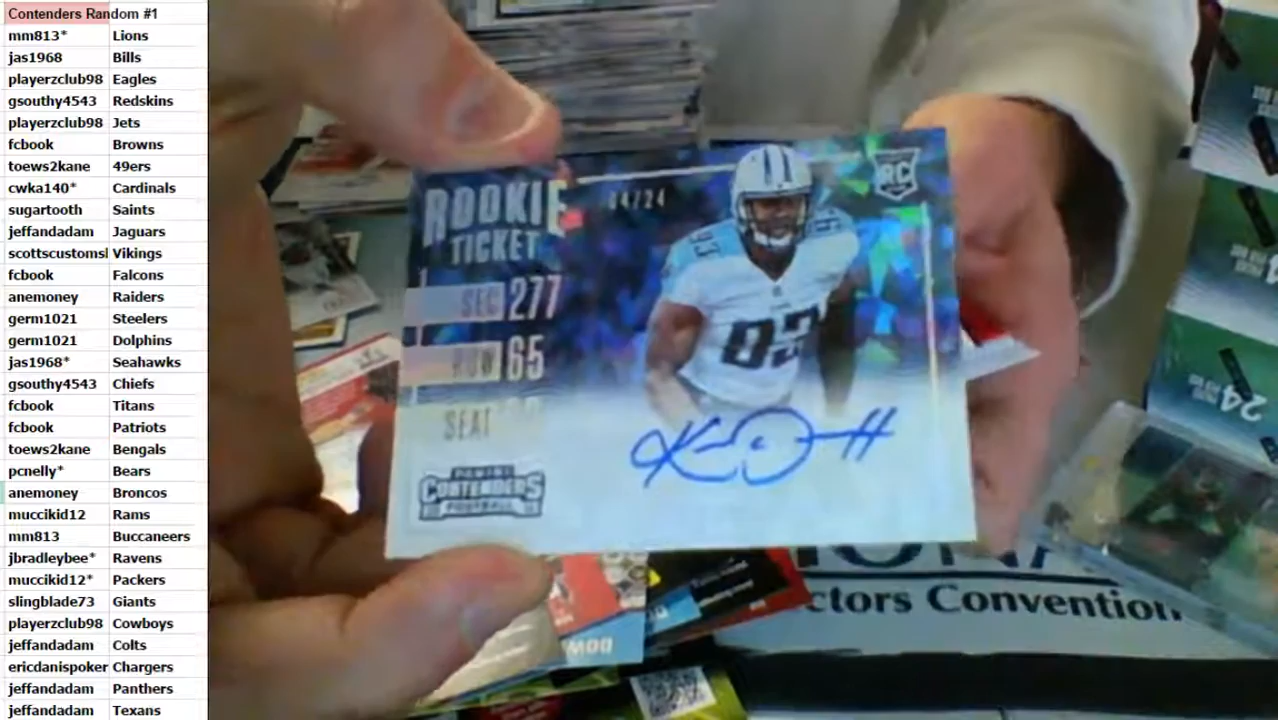 Contenders Random #1
mm813* Lions
jas1968 Bills
playerzclub98 Eagles
gsouthy4543 Redskins
playerzclub98 Jets
fcbook Browns
toews2kane 49ers
cwka140* Cardinals
sugartooth Saints
jeffandadam Jaguars
scottscustomsl Vikings
fcbook Falcons
anemoney Raiders
germ1021 Steelers
germ1021 Dolphins
jas1968* Seahawks
gsouthy4543 Chiefs
fcbook Titans
fcbook Patriots
toews2kane Bengals
pcnelly* Bears
anemoney Broncos
muccikid12 Rams
mm813 Buccaneers
jbradleybee* Ravens
muccikid12* Packers
slingblade73 Giants
playerzclub98 Cowboys
jeffandadam Colts
ericdanispoker Chargers
jeffandadam Panthers
jeffandadam Texans
ROOKIE
TICKET
04/24
RC
SEC 277
ROW 65
SEAT
93
93
PANINI
CONTENDERS
FOOTBALL
ctors Convention
24